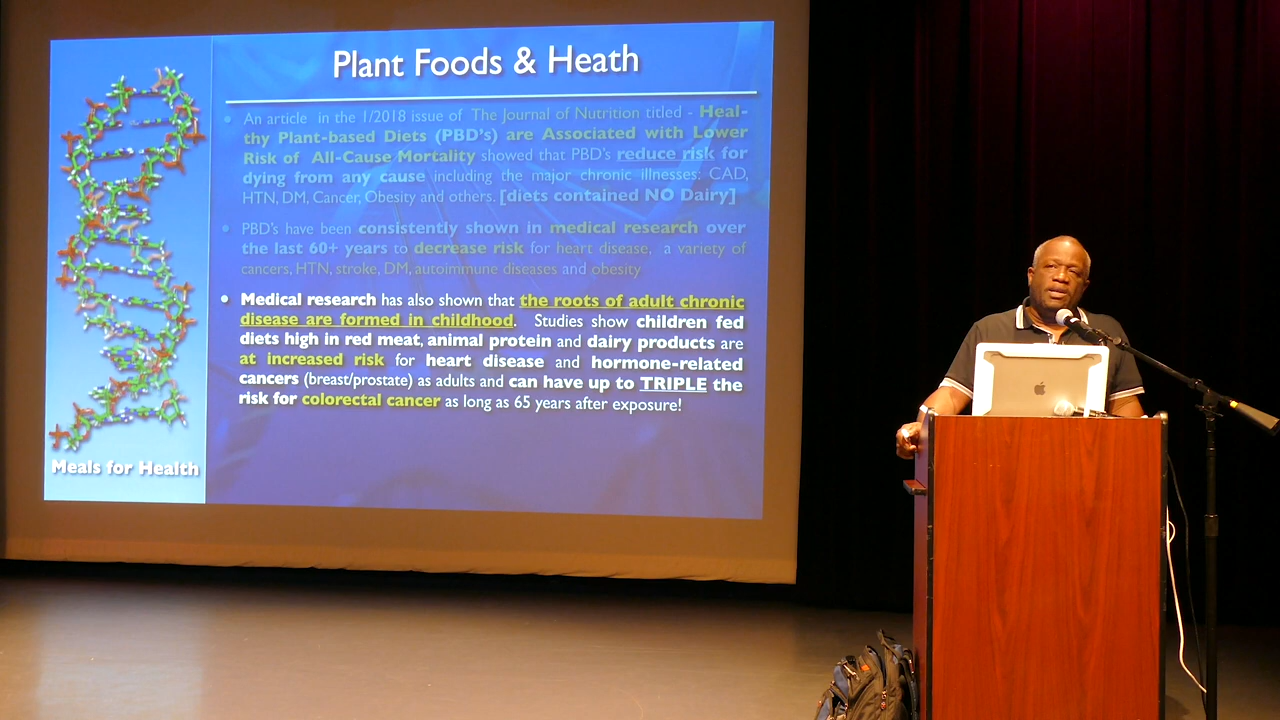 Plant Foods & Heath
• An article in the 1/2018 issue of The Journal of Nutrition titled - Heal-
thy Plant-based Diets (PBD's) are Associated with Lower
Risk of All-Cause Mortality showed that PBD's reduce risk for
dying from any cause including the major chronic illnesses: CAD,
HTN, DM, Cancer, Obesity and others. [diets contained NO Dairy]
• PBD's have been consistently shown in medical research over
the last 60+ years to decrease risk for heart disease, a variety of
cancers, HTN, stroke, DM, autoimmune diseases and obesity
• Medical research has also shown that the roots of adult chronic
disease are formed in childhood. Studies show children fed
diets high in red meat, animal protein and dairy products are
at increased risk for heart disease and hormone-related
cancers (breast/prostate) as adults and can have up to TRIPLE the
risk for colorectal cancer as long as 65 years after exposure!
Meals for Health